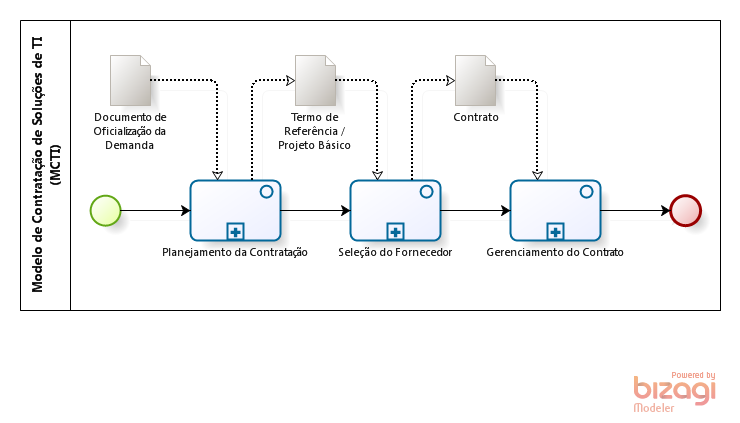 Modelo de Contratação de Soluções de TI
(MCTI)
Documento de
Oficialização da
Demanda
Termo de
Referência /
Projeto Básico
Contrato
Planejamento da Contratação
Seleção do Fornecedor
Gerenciamento do Contrato
Powered by
bizagi
Modeler